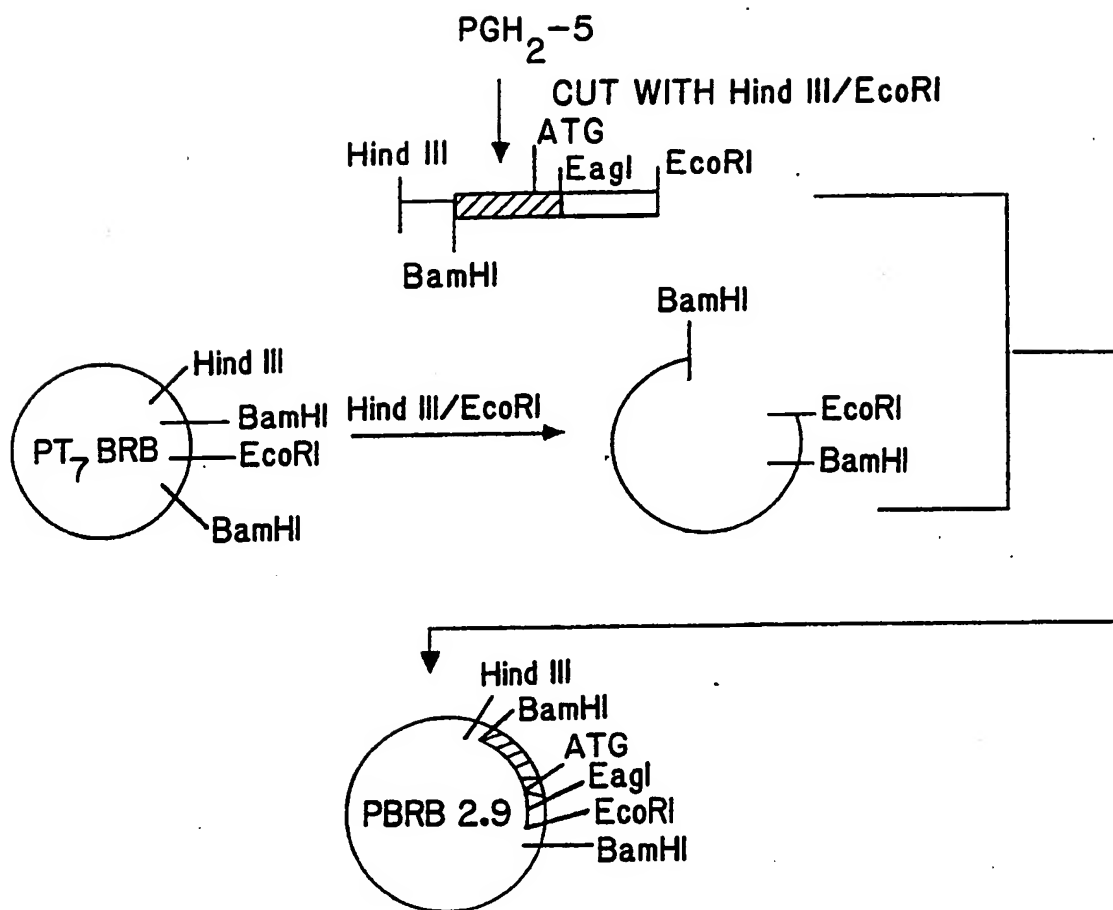 PGH2-5
CUT WITH Hind III/EcoRI
ATG
Hind III
EagI
EcoRI
BamHI
BamHI
Hind III
BamHI
Hind III/EcoRI
EcoRI
PT7 BRB
EcoRI
BamHI
BamHI
Hind III
BamHI
ATG
EagI
PBRB 2.9
EcoRI
BamHI